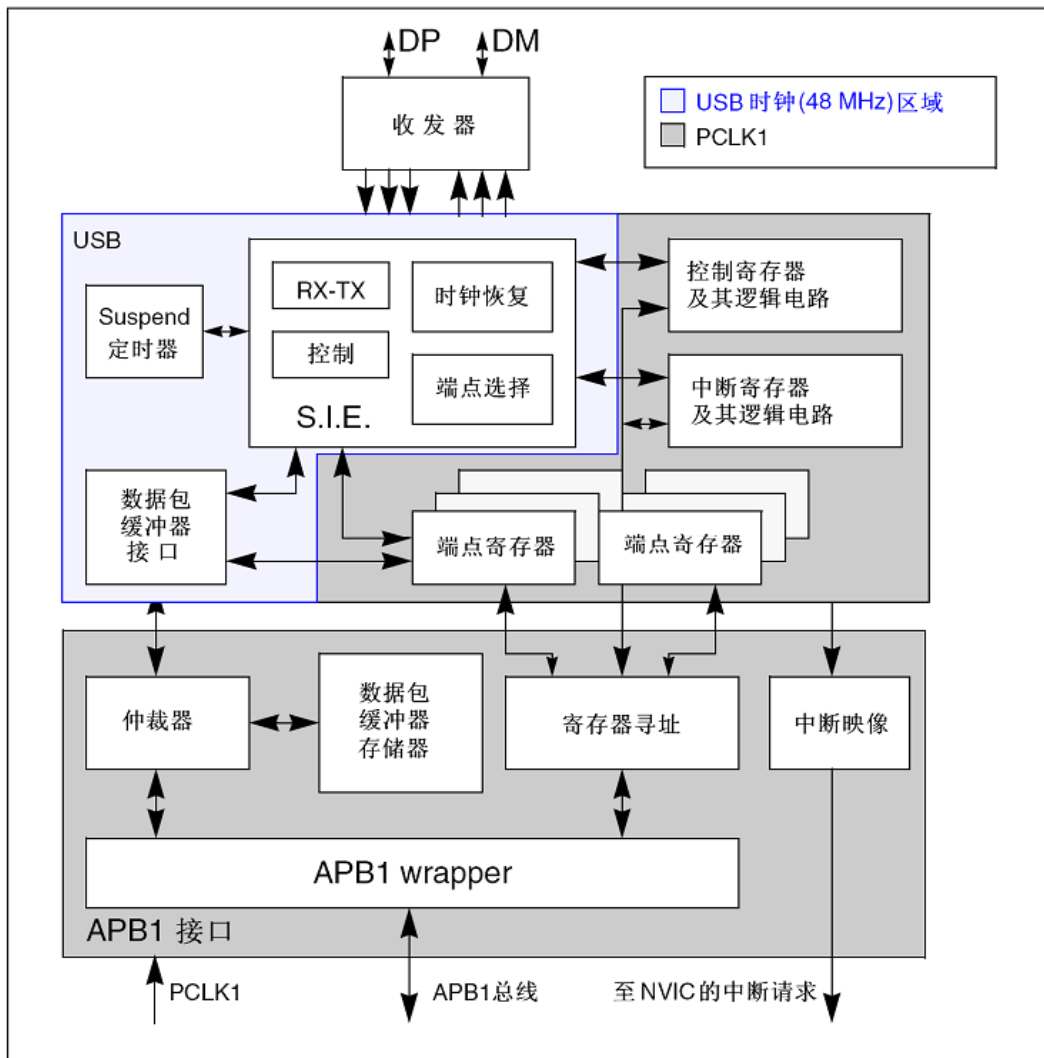 DP DM
收发器
USB 时钟(48 MHz)区域
PCLK1
USB
Suspend
定时器
RX-TX
控制
S.I.E.
时钟恢复
端点选择
控制寄存器
及其逻辑电路
中断寄存器
及其逻辑电路
数据包
缓冲器
接口
端点寄存器
端点寄存器
仲裁器
数据包
缓冲器
存储器
寄存器寻址
中断映像
APB1 wrapper
APB1 接口
PCLK1
APB1总线
至NVIC的中断请求